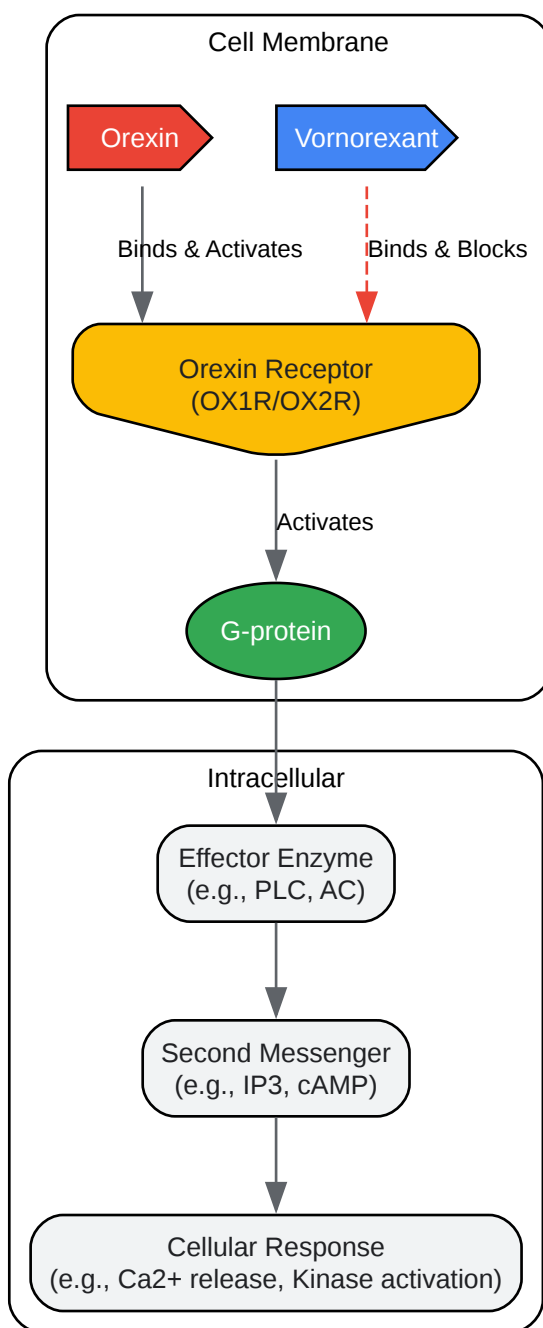 Cell Membrane
Orexin
Vornorexant
Binds & Activates
Binds & Blocks
Orexin Receptor
(OX1R/OX2R)
Activates
G-protein
Intracellular
Effector Enzyme
(e.g., PLC, AC)
Second Messenger
(e.g., IP3, cAMP)
Cellular Response
(e.g., Ca2+ release, Kinase activation)